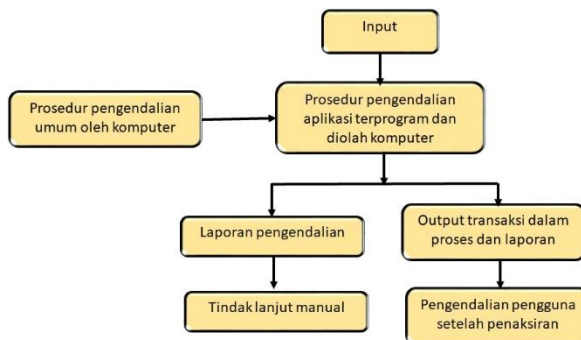 Input
Prosedur pengendalian
umum oleh komputer
Prosedur pengendalian
aplikasi terprogram dan
diolah komputer
Laporan pengendalian
Output transaksi dalam
proses dan laporan
Tindak lanjut manual
Pengendalian pengguna
setelah penaksiran